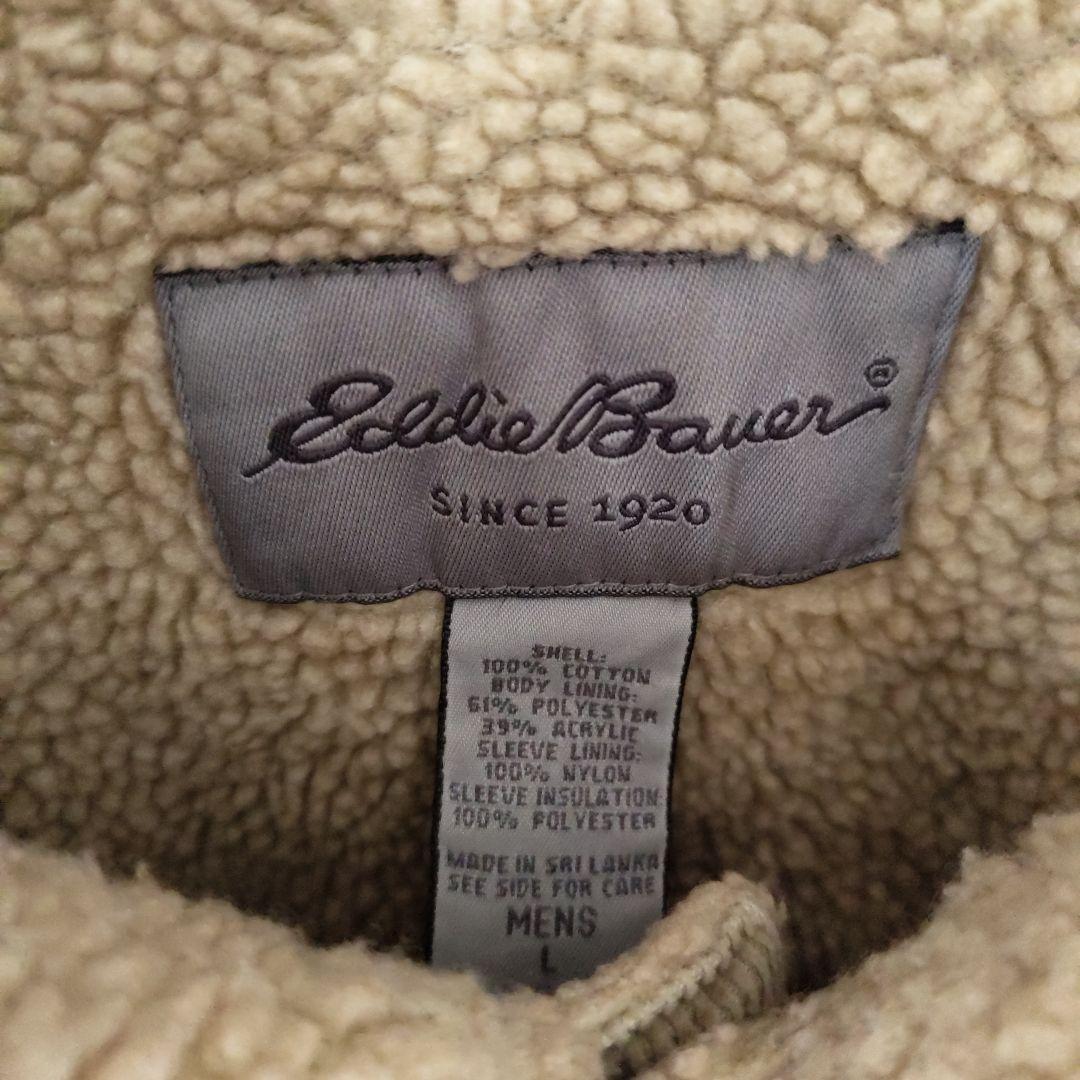 Eddie Bauer®
SINCE 1920
SHELL:
100% COTTON
BODY LINING:
61% POLYESTER
39% ACRYLIC
SLEEVE LINING:
100% NYLON
SLEEVE INSULATION:
100% POLYESTER
MADE IN SRI LANKA
SEE SIDE FOR CARE
MENS
L